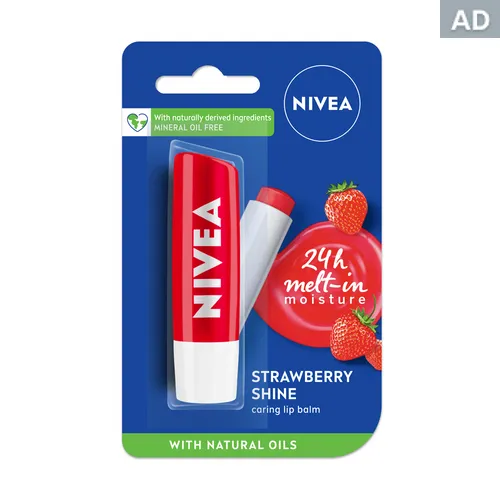 AD
NIVEA
With naturally derived ingredients
MINERAL OIL FREE
NIVEA
24h
melt-in
moisture
STRAWBERRY
SHINE
caring lip balm
WITH NATURAL OILS